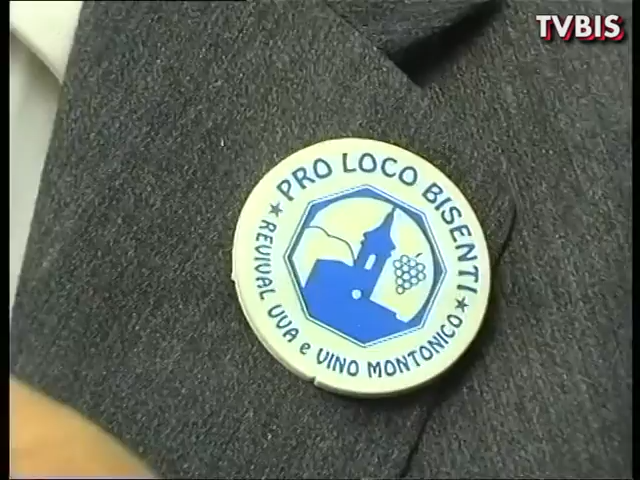 TVBIS
PRO LOCO BISENTI
★ REVIVAL UVA e VINO MONTONICO ★